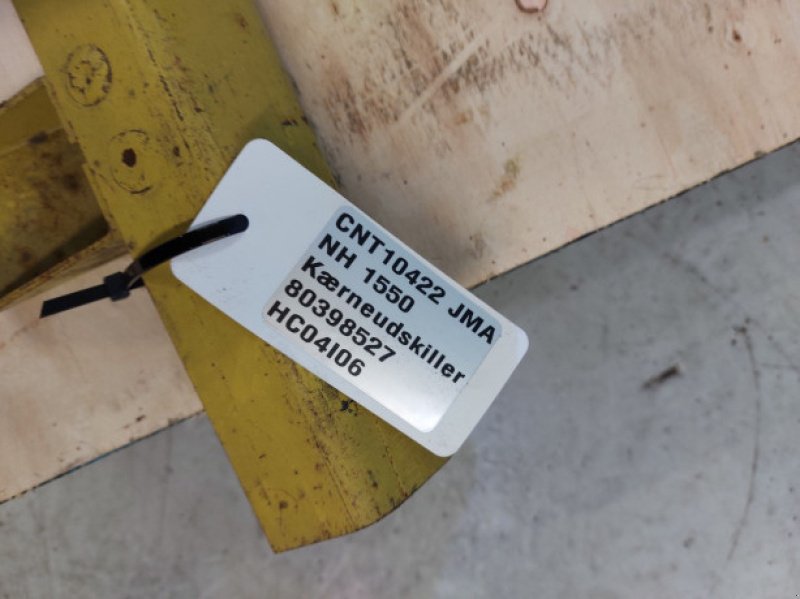 CNT10422 JMA
NH 1550
Kærneudskiller
80398527
HC04I06